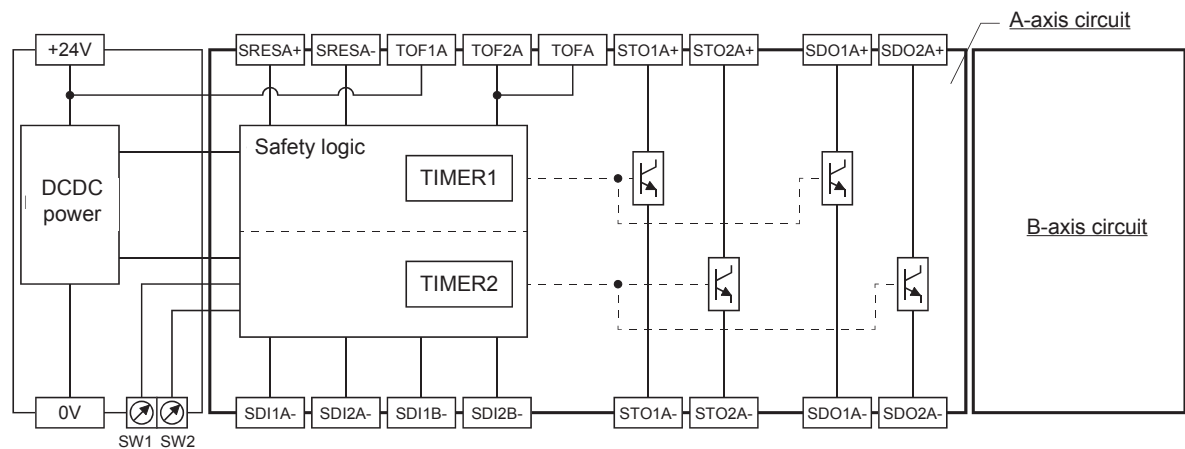 A-axis circuit
+24V
SRESA+
SRESA-
TOF1A
TOF2A
TOFA
STO1A+
STO2A+
SDO1A+
SDO2A+
Safety logic
TIMER1
DCDC
power
B-axis circuit
TIMER2
0V
SDI1A-
SDI2A-
SDI1B-
SDI2B-
STO1A-
STO2A-
SDO1A-
SDO2A-
SW1
SW2